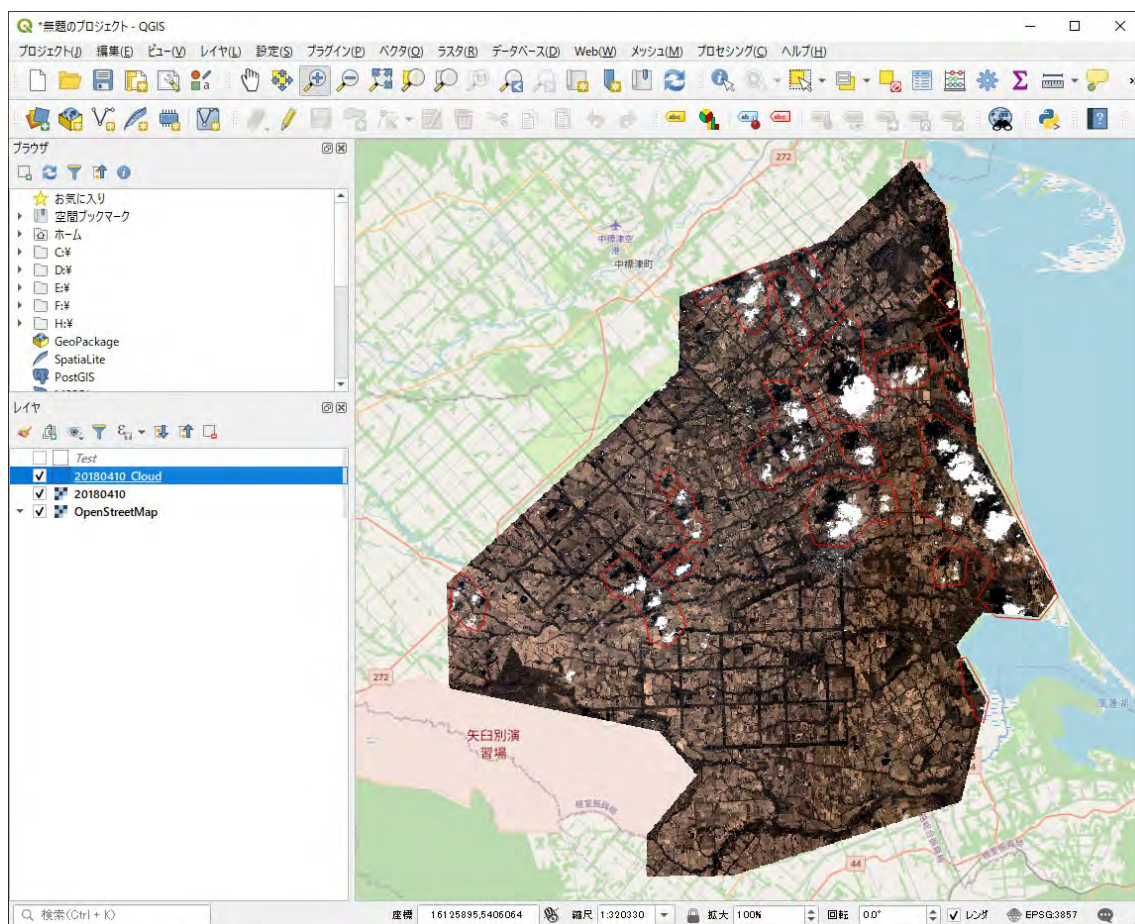 *無題のプロジェクト - QGIS
プロジェクト(J) 編集(E) ビュー(V) レイヤ(L) 設定(S) プラグイン(P) ベクタ(O) ラスタ(R) データベース(D) Web(W) メッシュ(M) プロセシング(C) ヘルプ(H)
ブラウザ
お気に入り
空間ブックマーク
ホーム
C:¥
D:¥
E:¥
F:¥
H:¥
GeoPackage
SpatiaLite
PostGIS
レイヤ
Test
20180410_Cloud
20180410
OpenStreetMap
272
44
中標津空
港
中標津町
272
矢臼別演
習場
44
検索(Ctrl + K)
座標 16125895,5406064 縮尺 1:320330 拡大 100% 回転 0.0° レンダ EPSG:3857